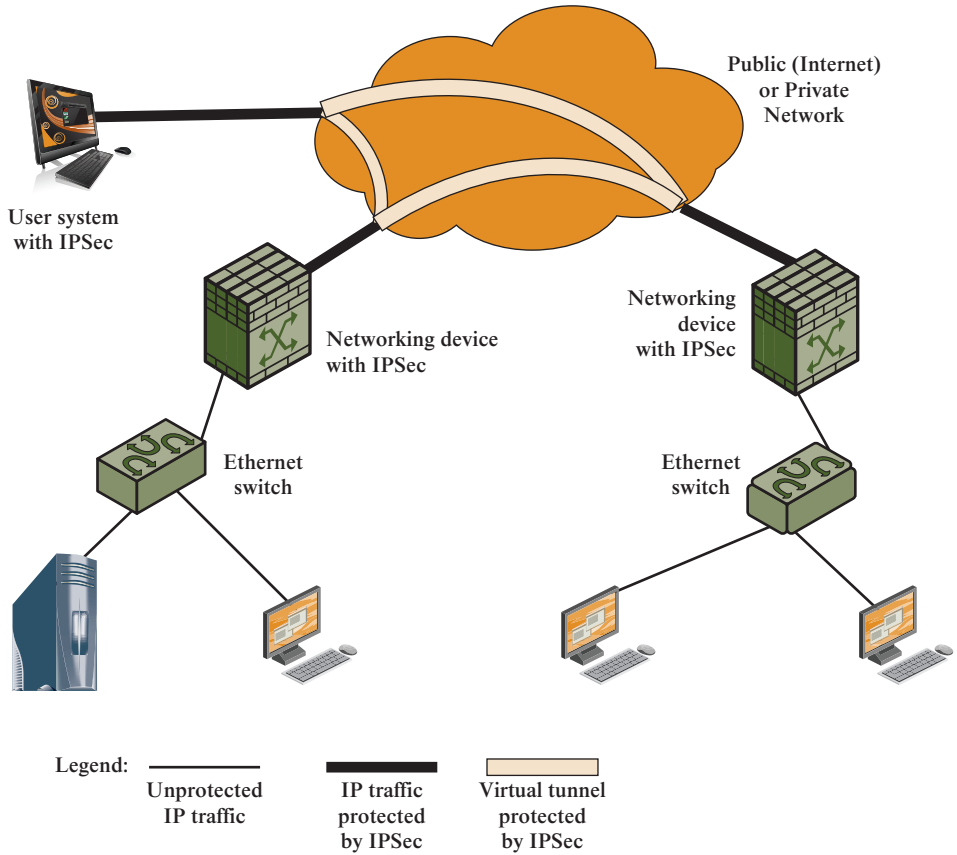 Public (Internet)
or Private
Network
User system
with IPSec
Networking device
with IPSec
Networking
device
with IPSec
Ethernet
switch
Ethernet
switch
Legend:
Unprotected
IP traffic
IP traffic
protected
by IPSec
Virtual tunnel
protected
by IPSec